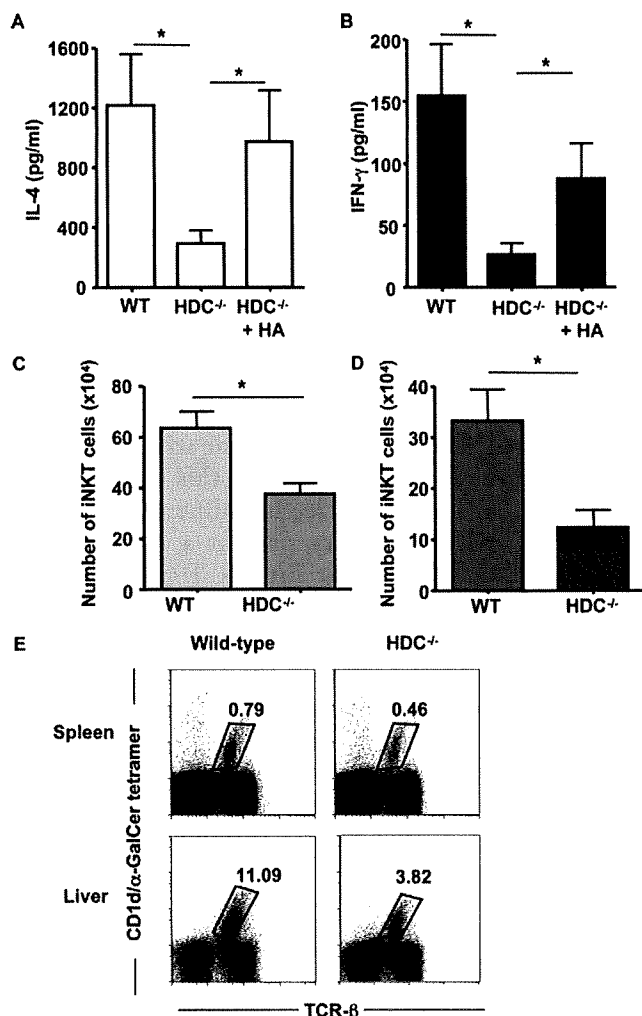 A
IL-4 (pg/ml)
1600
1200
800
400
0
*
*
WT
HDC-/-
HDC-/-
+ HA
B
IFN-γ (pg/ml)
200
150
100
50
0
*
*
WT
HDC-/-
HDC-/-
+ HA
C
Number of iNKT cells (x10⁴)
80
60
40
20
0
*
WT
HDC-/-
D
Number of iNKT cells (x10⁴)
40
30
20
10
0
*
WT
HDC-/-
E
Wild-type
HDC-/-
Spleen
0.79
0.46
Liver
11.09
3.82
CD1d/α-GalCer tetramer
TCR-β